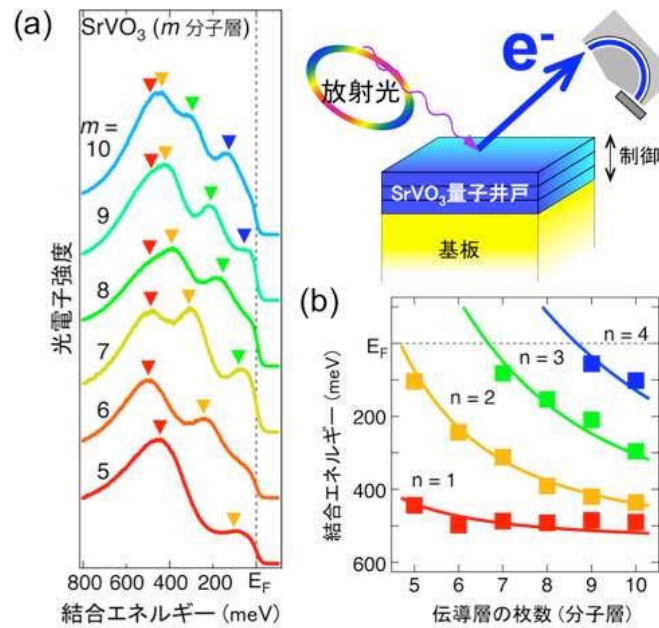 (a)
SrVO₃ (m 分子層)
m =
10
9
8
7
6
5
光電子強度
800 600 400 200 E_F
結合エネルギー (meV)
放射光
e⁻
制御
SrVO₃量子井戸
基板
(b)
E_F
200
400
600
結合エネルギー (meV)
n = 4
n = 3
n = 2
n = 1
5 6 7 8 9 10
伝導層の枚数 (分子層)